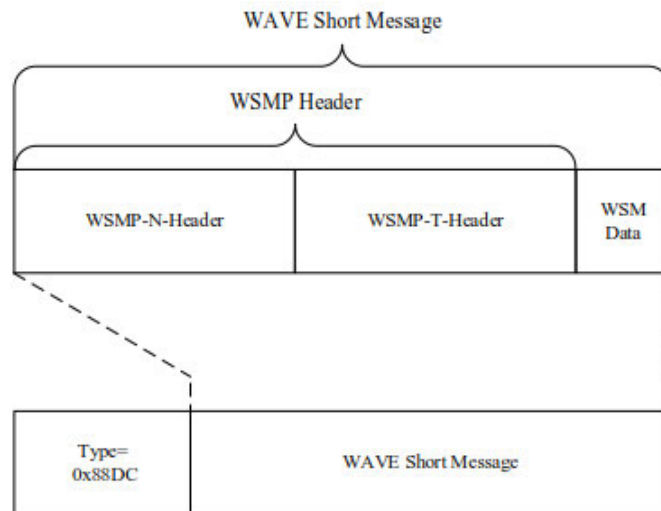 WAVE Short Message
WSMP Header
WSMP-N-Header
WSMP-T-Header
WSM
Data
Type=
0x88DC
WAVE Short Message